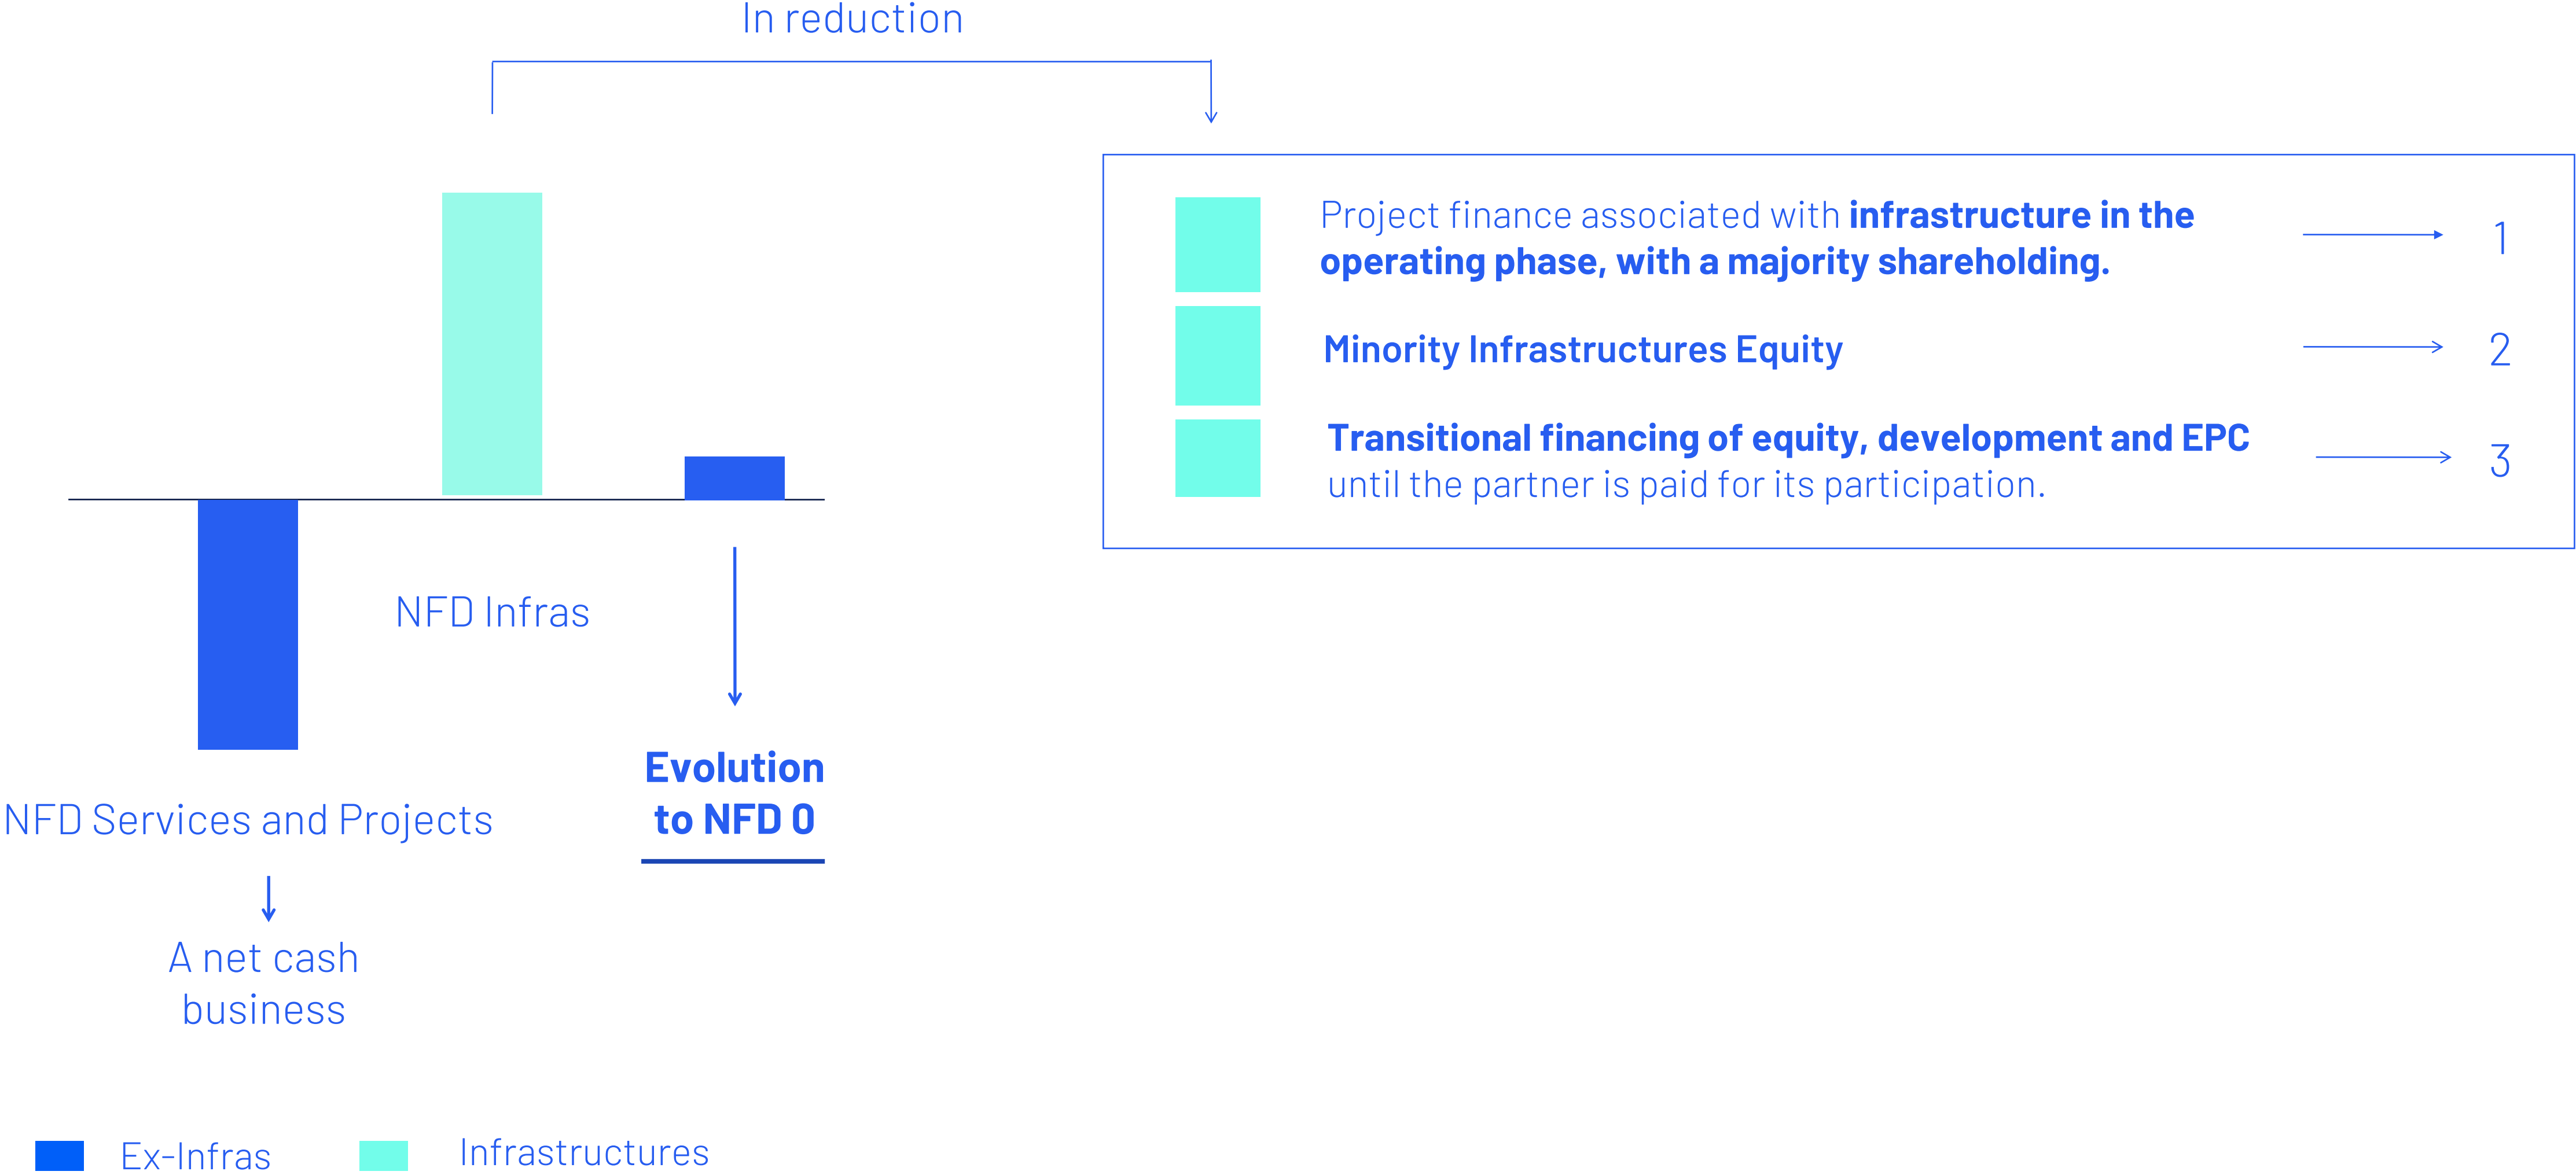 In reduction
Project finance associated with infrastructure in the
operating phase, with a majority shareholding.
1
Minority Infrastructures Equity
2
Transitional financing of equity, development and EPC
until the partner is paid for its participation.
3
NFD Infras
Evolution
to NFD 0
NFD Services and Projects
A net cash
business
Ex-Infras
Infrastructures